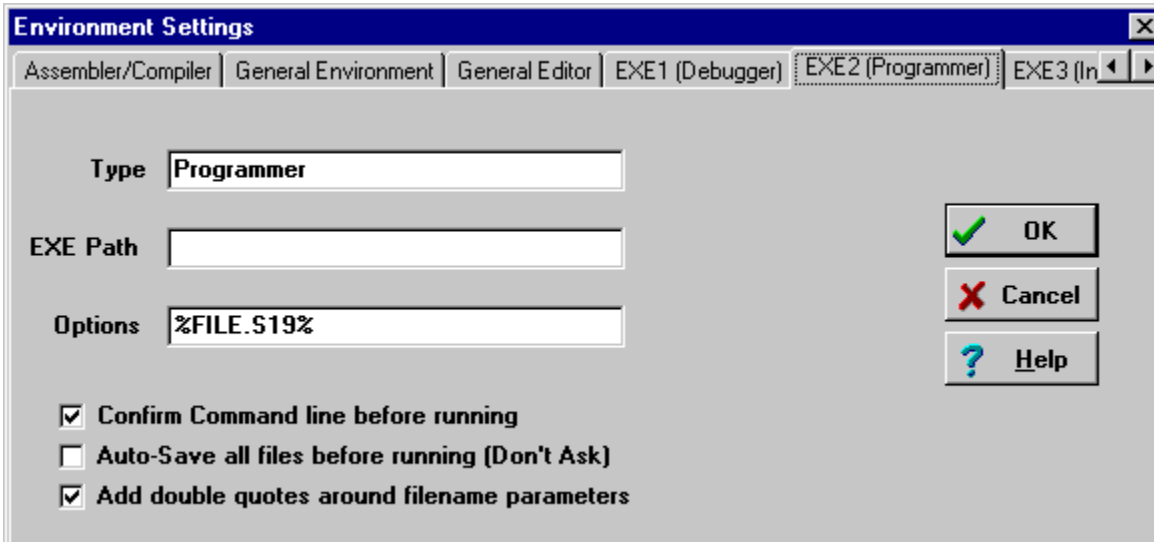 Environment Settings
Assembler/Compiler General Environment General Editor EXE1 (Debugger) EXE2 (Programmer) EXE3 (In
Type Programmer
EXE Path
OK
Cancel
Options %FILE.S19%
Help
Confirm Command line before running
Auto-Save all files before running (Don't Ask)
Add double quotes around filename parameters